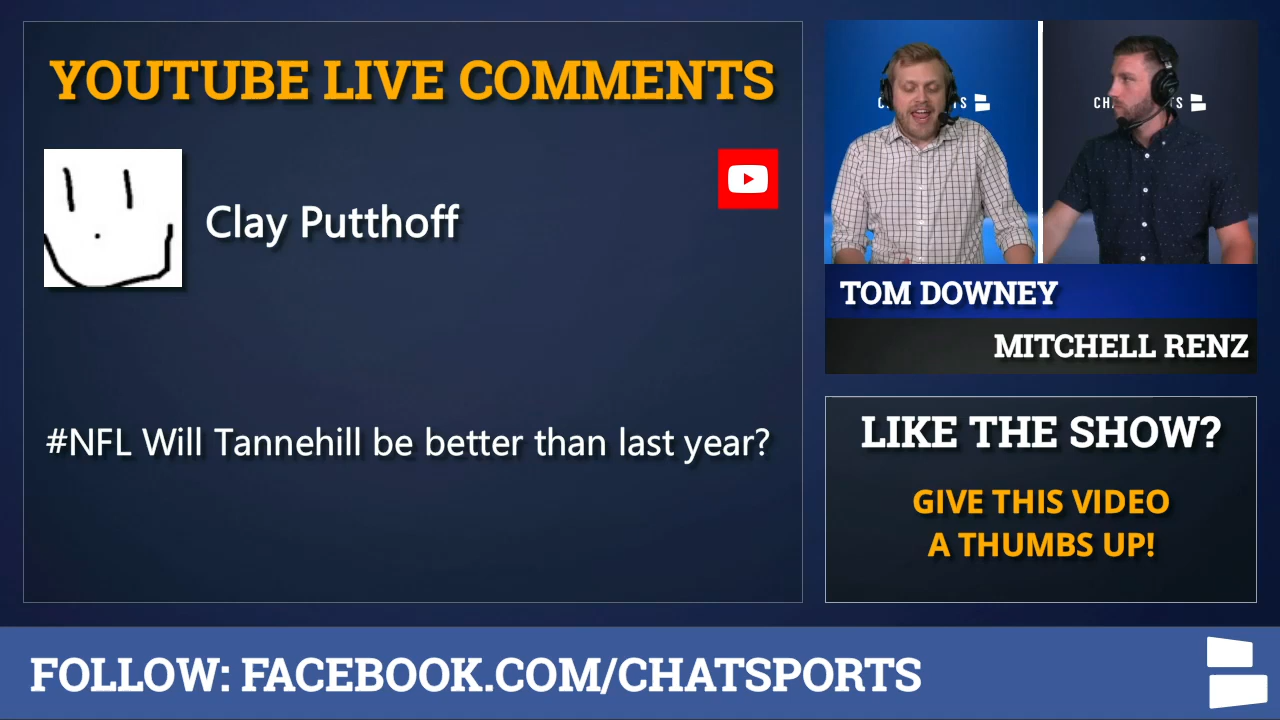 YOUTUBE LIVE COMMENTS
Clay Putthoff
#NFL Will Tannehill be better than last year?
TOM DOWNEY
MITCHELL RENZ
LIKE THE SHOW?
GIVE THIS VIDEO
A THUMBS UP!
FOLLOW: FACEBOOK.COM/CHATSPORTS